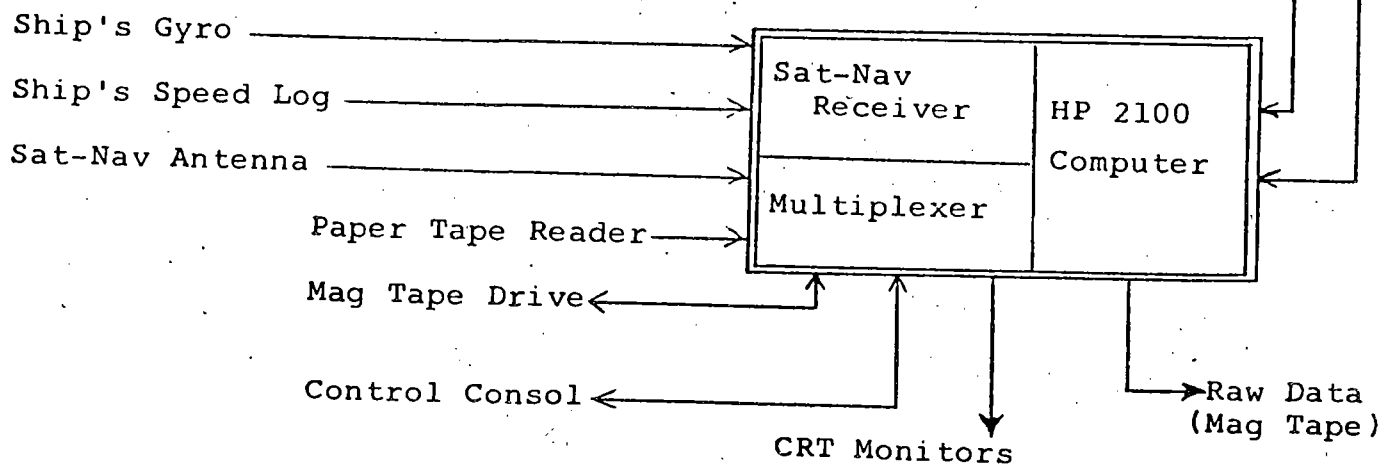 Ship's Gyro
Ship's Speed Log
Sat-Nav Antenna
Paper Tape Reader
Mag Tape Drive
Control Consol
Sat-Nav
Receiver
Multiplexer
HP 2100
Computer
CRT Monitors
Raw Data
(Mag Tape)